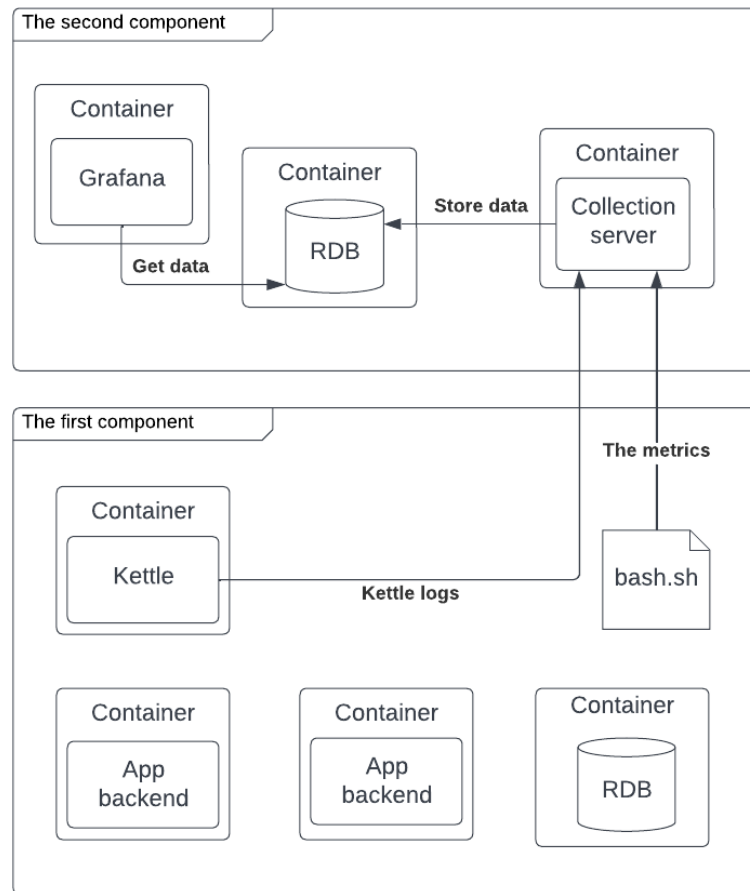 The second component
Container
Grafana
Get data
Container
RDB
Store data
Container
Collection
server
The first component
The metrics
Container
Kettle
Kettle logs
bash.sh
Container
App
backend
Container
App
backend
Container
RDB